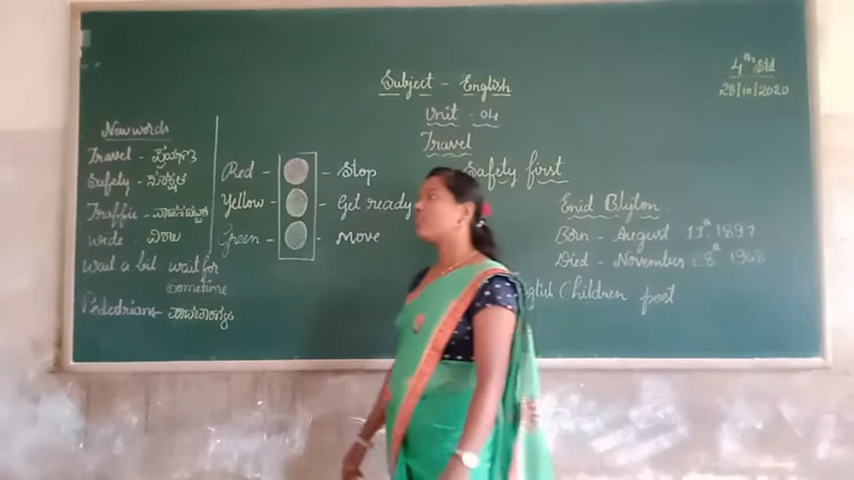 4th Std
28/10/2020
Subject - English
Unit - 04
Travel
Safety first
New words
Travel - ಪ್ರಯಾಣ
Safety - ಸುರಕ್ಷತೆ
Traffic - ವಾಹನದಟ್ಟಣೆ
wide - ವಿಶಾಲ
wait a bit - wait for
sometime
Pedestrians -
Red - - Stop
Yellow - - Get ready
Green - - Move
Enid Blyton
Born - August 11th 1897
Died - November 28th 1968
English Children poet